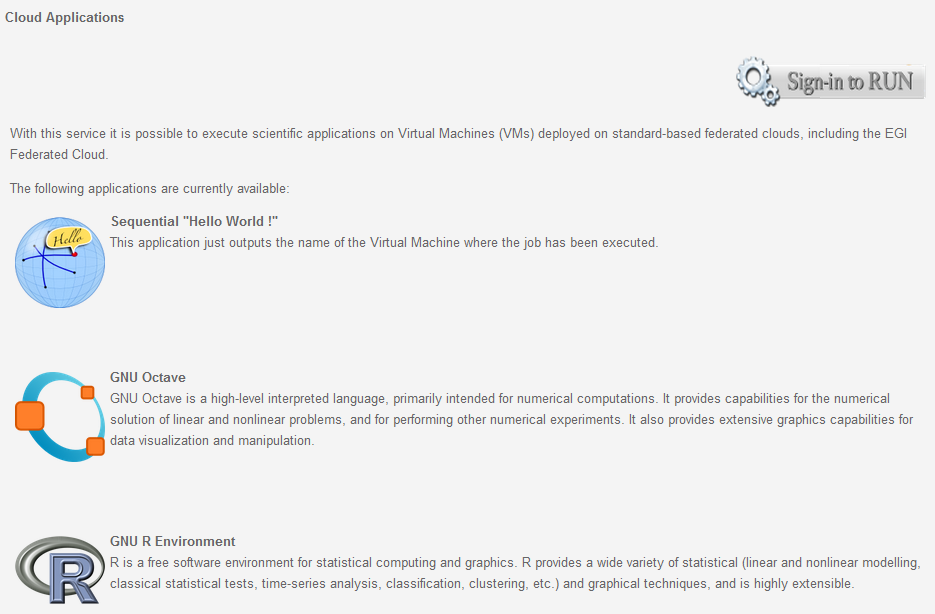 Cloud Applications
Sign-in to RUN
With this service it is possible to execute scientific applications on Virtual Machines (VMs) deployed on standard-based federated clouds, including the EGI
Federated Cloud.
The following applications are currently available:
Sequential "Hello World !"
Hello
This application just outputs the name of the Virtual Machine where the job has been executed.
GNU Octave
GNU Octave is a high-level interpreted language, primarily intended for numerical computations. It provides capabilities for the numerical
solution of linear and nonlinear problems, and for performing other numerical experiments. It also provides extensive graphics capabilities for
data visualization and manipulation.
GNU R Environment
R
R is a free software environment for statistical computing and graphics. R provides a wide variety of statistical (linear and nonlinear modelling,
classical statistical tests, time-series analysis, classification, clustering, etc.) and graphical techniques, and is highly extensible.